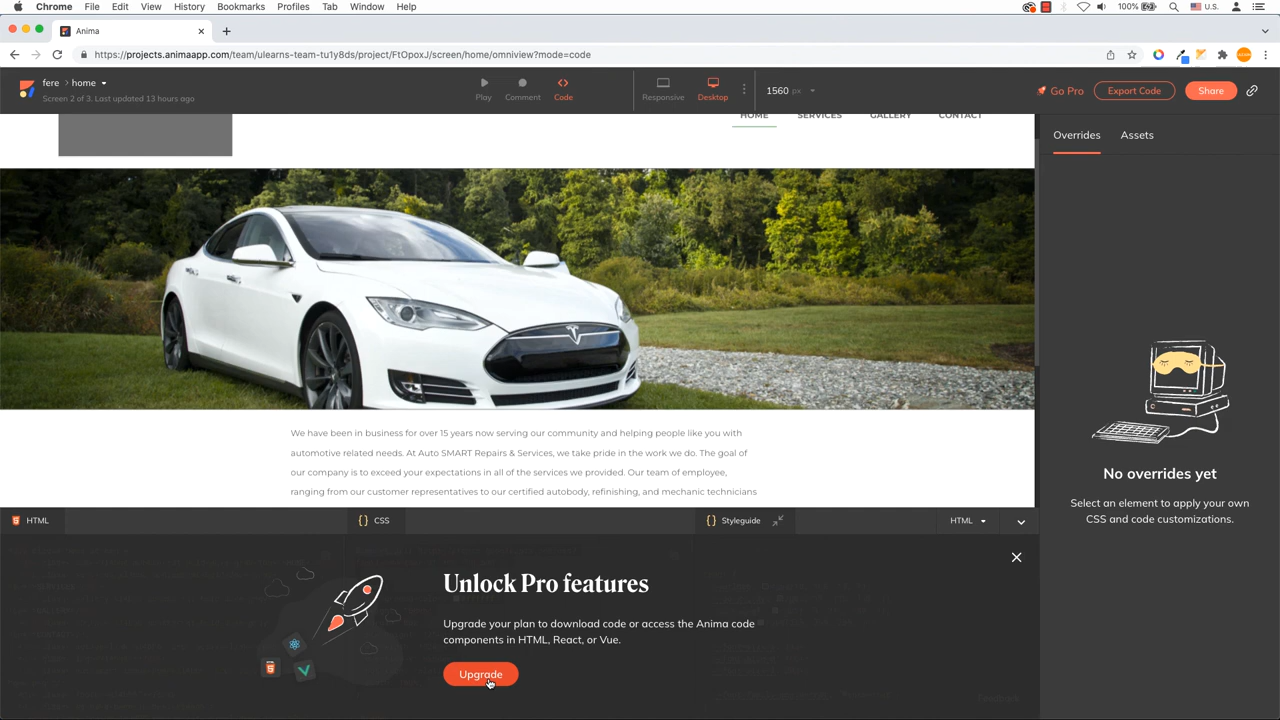 Chrome File Edit View History Bookmarks Profiles Tab Window Help 100% U.S.
Anima
https://projects.animaapp.com/team/ulearns-team-tu1y8ds/project/FtOpoxJ/screen/home/omniview?mode=code
fere > home
Screen 2 of 3. Last updated 13 hours ago
Play Comment Code Responsive Desktop 1560 px Go Pro Export Code Share
HOME SERVICES GALLERY CONTACT
Overrides Assets
We have been in business for over 15 years now serving our community and helping people like you with
automotive related needs. At Auto SMART Repairs & Services, we take pride in the work we do. The goal of
our company is to exceed your expectations in all of the services we provided. Our team of employee,
ranging from our customer representatives to our certified autobody, refinishing, and mechanic technicians
No overrides yet
Select an element to apply your own
CSS and code customizations.
HTML CSS Styleguide HTML
Unlock Pro features
Upgrade your plan to download code or access the Anima code
components in HTML, React, or Vue.
Upgrade